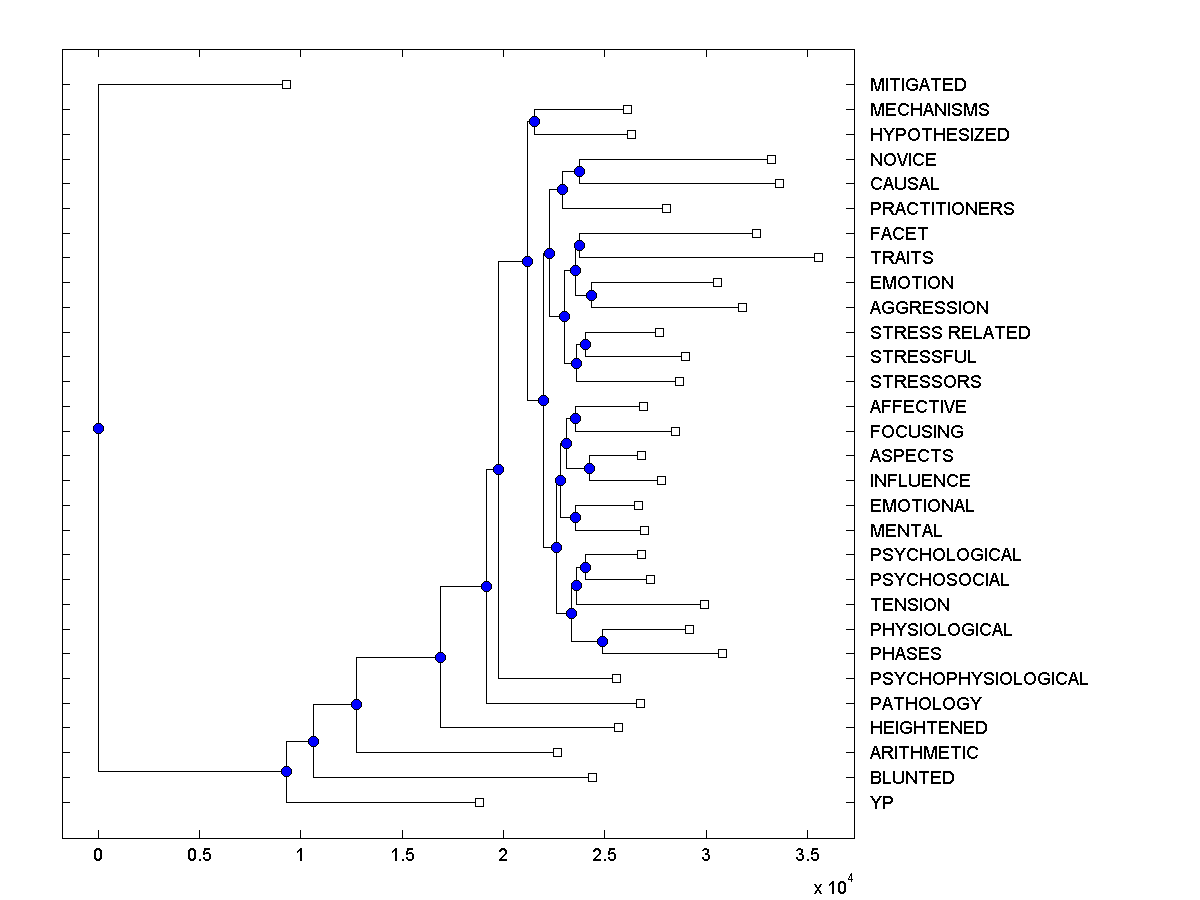 MITIGATED
MECHANISMS
HYPOTHESIZED
NOVICE
CAUSAL
PRACTITIONERS
FACET
TRAITS
EMOTION
AGGRESSION
STRESS RELATED
STRESSFUL
STRESSORS
AFFECTIVE
FOCUSING
ASPECTS
INFLUENCE
EMOTIONAL
MENTAL
PSYCHOLOGICAL
PSYCHOSOCIAL
TENSION
PHYSIOLOGICAL
PHASES
PSYCHOPHYSIOLOGICAL
PATHOLOGY
HEIGHTENED
ARITHMETIC
BLUNTED
YP
0 0.5 1 1.5 2 2.5 3 3.5
x 10^4